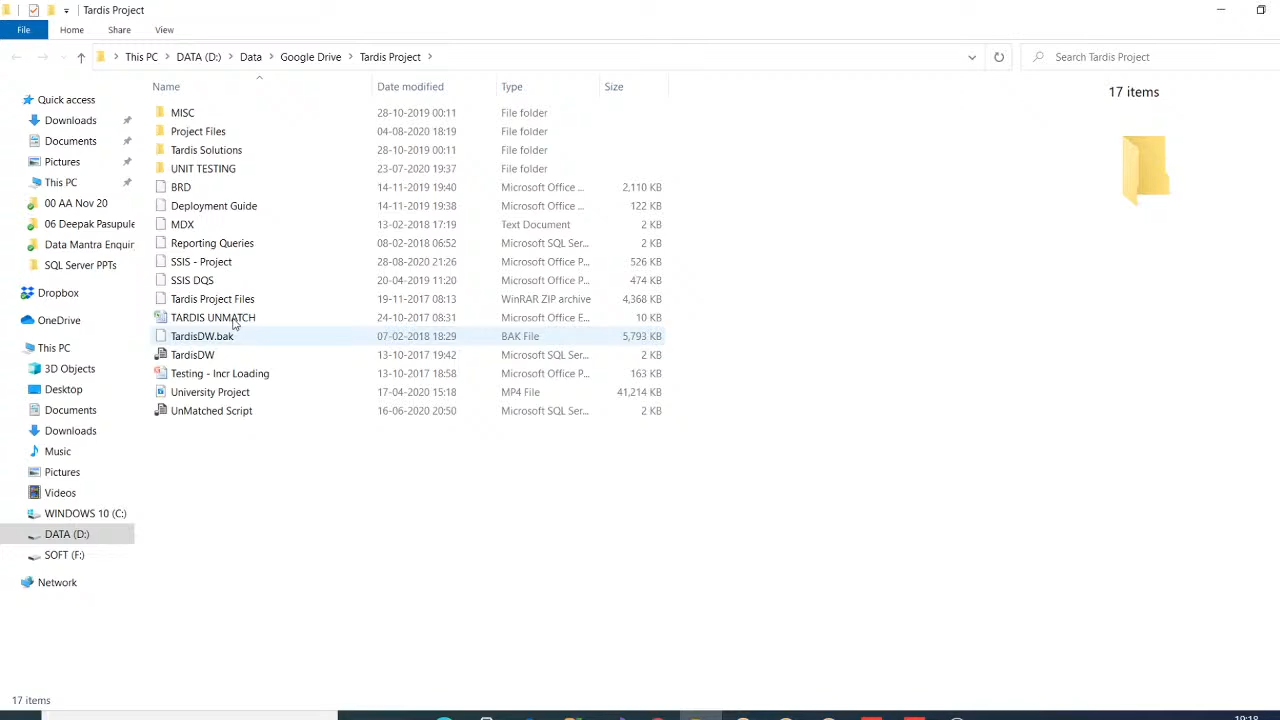 Tardis Project
File Home Share View
This PC DATA (D:) Data Google Drive Tardis Project
Search Tardis Project
Name Date modified Type Size
17 items
Quick access
Downloads
Documents
Pictures
This PC
00 AA Nov 20
06 Deepak Pasupule
Data Mantra Enquir
SQL Server PPTs
Dropbox
OneDrive
This PC
3D Objects
Desktop
Documents
Downloads
Music
Pictures
Videos
WINDOWS 10 (C:)
DATA (D:)
SOFT (F:)
Network
MISC 28-10-2019 00:11 File folder
Project Files 04-08-2020 18:19 File folder
Tardis Solutions 28-10-2019 00:11 File folder
UNIT TESTING 23-07-2020 19:37 File folder
BRD 14-11-2019 19:40 Microsoft Office ... 2,110 KB
Deployment Guide 14-11-2019 19:38 Microsoft Office ... 122 KB
MDX 13-02-2018 17:19 Text Document 2 KB
Reporting Queries 08-02-2018 06:52 Microsoft SQL Ser... 2 KB
SSIS - Project 28-08-2020 21:26 Microsoft Office P... 526 KB
SSIS DQS 20-04-2019 11:20 Microsoft Office P... 474 KB
Tardis Project Files 19-11-2017 08:13 WinRAR ZIP archive 4,368 KB
TARDIS UNMATCH 24-10-2017 08:31 Microsoft Office E... 10 KB
TardisDW.bak 07-02-2018 18:29 BAK File 5,793 KB
TardisDW 13-10-2017 19:42 Microsoft SQL Ser... 2 KB
Testing - Incr Loading 13-10-2017 18:58 Microsoft Office P... 163 KB
University Project 17-04-2020 15:18 MP4 File 41,214 KB
UnMatched Script 16-06-2020 20:50 Microsoft SQL Ser... 2 KB
17 items
19:18